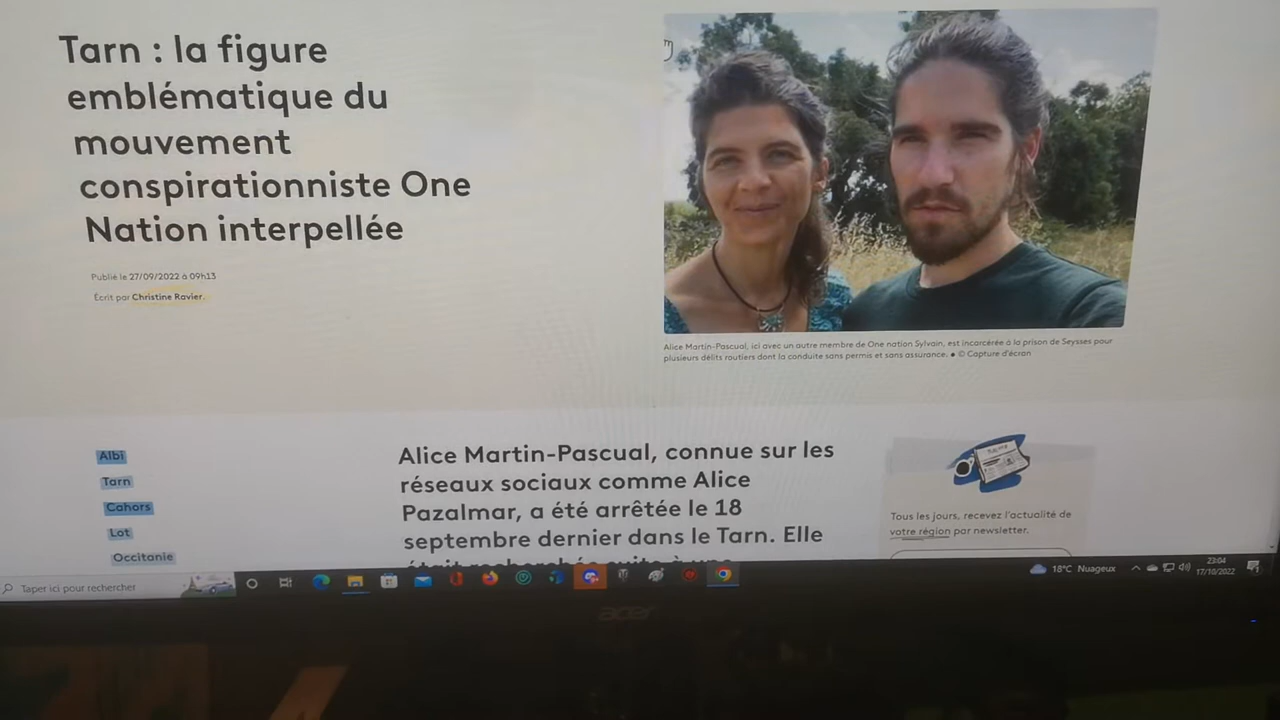 Tarn : la figure
emblématique du
mouvement
conspirationniste One
Nation interpellée
Publié le 27/09/2022 à 09h13
Écrit par Christine Ravier.
Alice Martin-Pascual, ici avec un autre membre de One nation Sylvain, est incarcérée à la prison de Seysses pour
plusieurs délits routiers dont la conduite sans permis et sans assurance. • © Capture d'écran
Albi
Tarn
Cahors
Lot
Occitanie
Alice Martin-Pascual, connue sur les
réseaux sociaux comme Alice
Pazalmar, a été arrêtée le 18
septembre dernier dans le Tarn. Elle
était recherchée suite à une
Tous les jours, recevez l'actualité de
votre région par newsletter.
Taper ici pour rechercher
18°C Nuageux
23:04
17/10/2022
acer